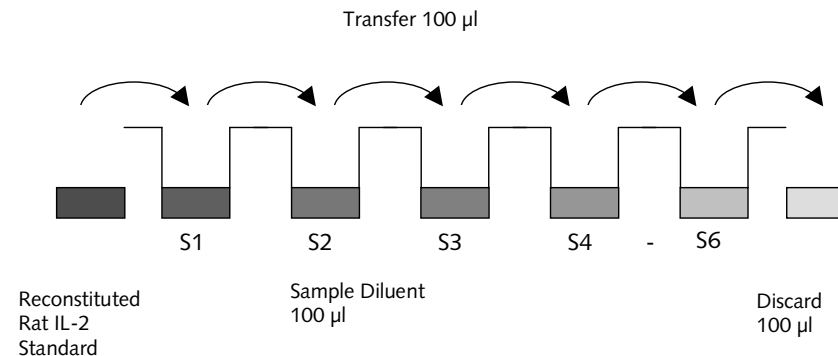 Transfer 100 µl
S1 S2 S3 S4 - S6
Reconstituted
Rat IL-2
Standard
Sample Diluent
100 µl
Discard
100 µl